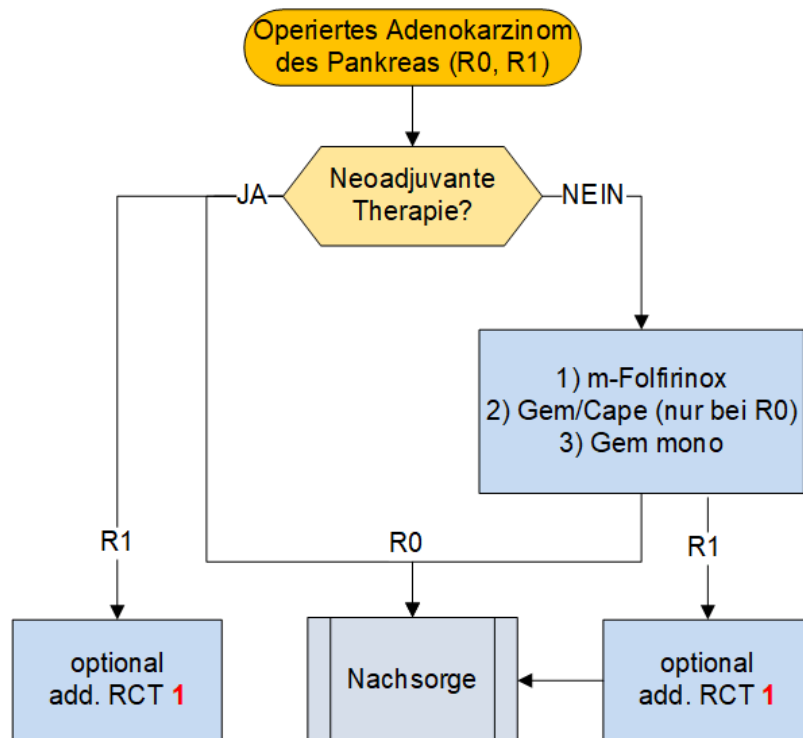 Operiertes Adenokarzinom
des Pankreas (R0, R1)
Neoadjuvante
Therapie?
JA
NEIN
1) m-Folfirinox
2) Gem/Cape (nur bei R0)
3) Gem mono
R1
R0
R1
optional
add. RCT 1
Nachsorge
optional
add. RCT 1